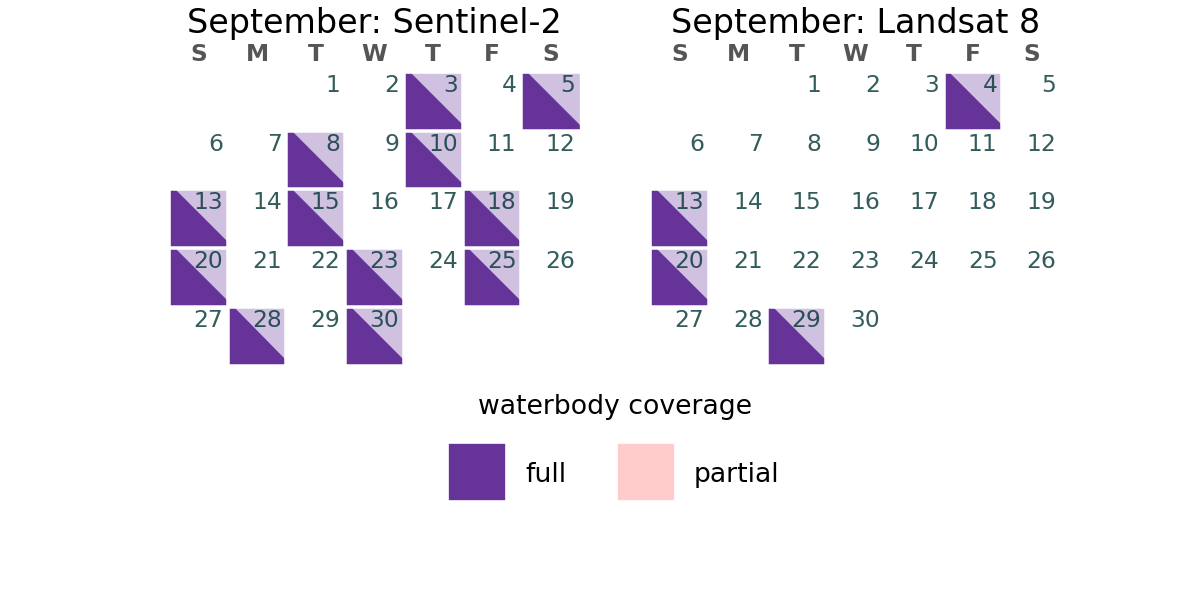 September: Sentinel-2
S M T W T F S
1 2 3 4 5
6 7 8 9 10 11 12
13 14 15 16 17 18 19
20 21 22 23 24 25 26
27 28 29 30
September: Landsat 8
S M T W T F S
1 2 3 4 5
6 7 8 9 10 11 12
13 14 15 16 17 18 19
20 21 22 23 24 25 26
27 28 29 30
waterbody coverage
full partial